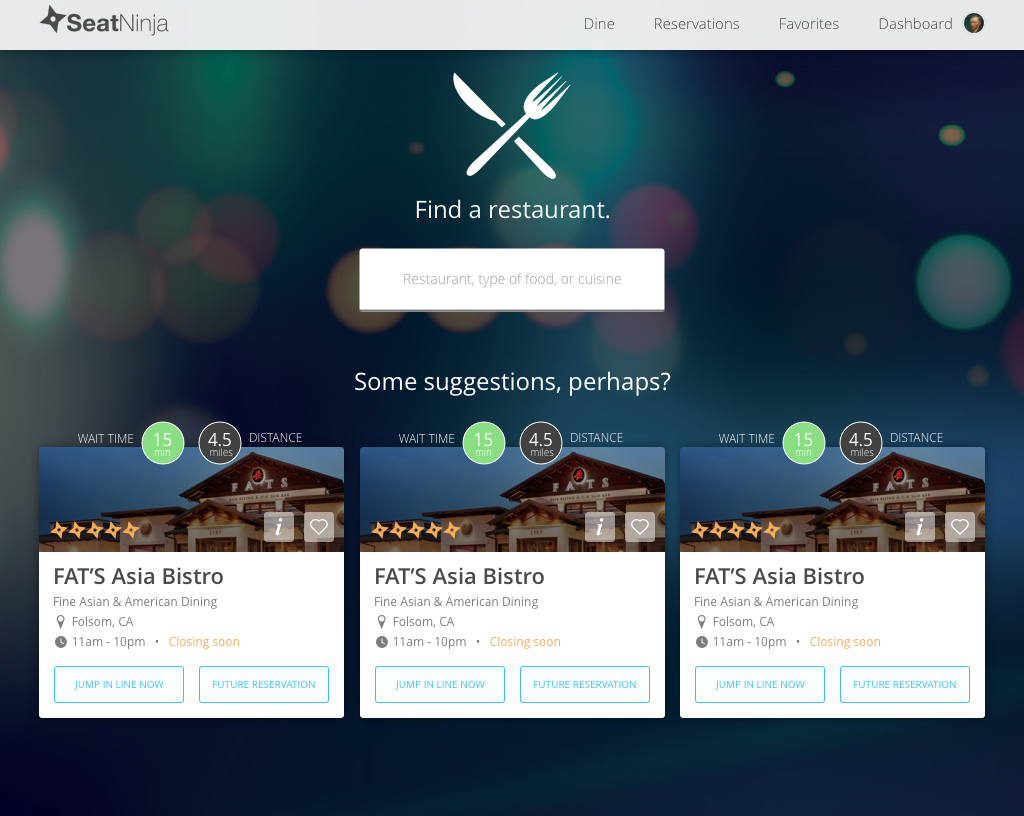 SeatNinja
Dine Reservations Favorites Dashboard
Find a restaurant.
Restaurant, type of food, or cuisine
Some suggestions, perhaps?
WAIT TIME 15 min 4.5 miles DISTANCE
FAT'S
i
FAT’S Asia Bistro
Fine Asian & American Dining
Folsom, CA
11am - 10pm • Closing soon
JUMP IN LINE NOW FUTURE RESERVATION
WAIT TIME 15 min 4.5 miles DISTANCE
FAT'S
i
FAT’S Asia Bistro
Fine Asian & American Dining
Folsom, CA
11am - 10pm • Closing soon
JUMP IN LINE NOW FUTURE RESERVATION
WAIT TIME 15 min 4.5 miles DISTANCE
FAT'S
i
FAT’S Asia Bistro
Fine Asian & American Dining
Folsom, CA
11am - 10pm • Closing soon
JUMP IN LINE NOW FUTURE RESERVATION